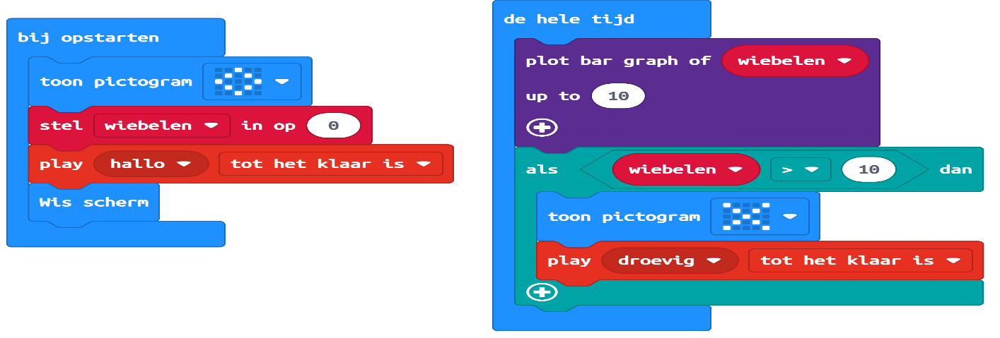 bij opstarten
toon pictogram
stel wiebelen in op 0
play hallo tot het klaar is
Wis scherm
de hele tijd
plot bar graph of wiebelen
up to 10
als wiebelen > 10 dan
toon pictogram
play droevig tot het klaar is